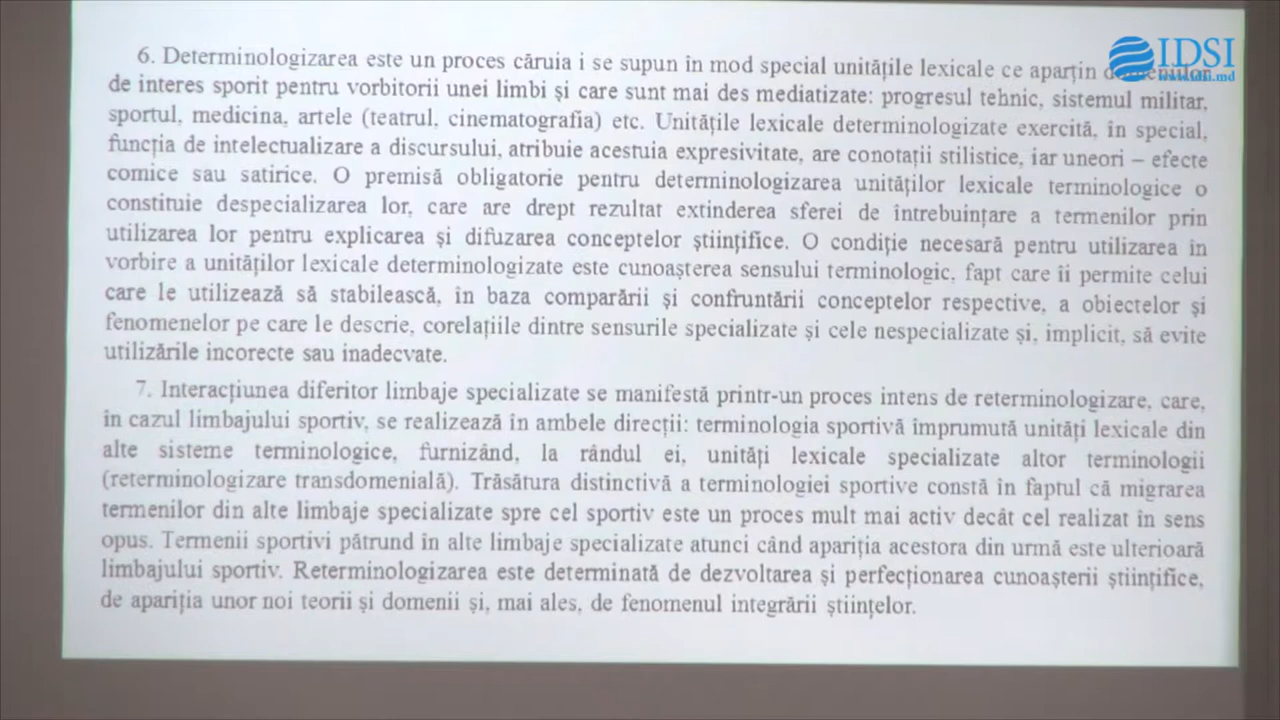 IDSI
www.idsi.md
6. Determinologizarea este un proces căruia i se supun în mod special unitățile lexicale ce aparțin
de interes sporit pentru vorbitorii unei limbi și care sunt mai des mediatizate: progresul tehnic, sistemul militar,
sportul, medicina, artele (teatrul, cinematografia) etc. Unitățile lexicale determinologizate exercită, în special,
funcția de intelectualizare a discursului, atribuie acestuia expresivitate, are conotații stilistice, iar uneori – efecte
comice sau satirice. O premisă obligatorie pentru determinologizarea unităților lexicale terminologice o
constituie despecializarea lor, care are drept rezultat extinderea sferei de întrebuințare a termenilor prin
utilizarea lor pentru explicarea și difuzarea conceptelor științifice. O condiție necesară pentru utilizarea în
vorbire a unităților lexicale determinologizate este cunoașterea sensului terminologic, fapt care îi permite celui
care le utilizează să stabilească, în baza comparării și confruntării conceptelor respective, a obiectelor și
fenomenelor pe care le descrie, corelațiile dintre sensurile specializate și cele nespecializate și, implicit, să evite
utilizările incorecte sau inadecvate.
7. Interacțiunea diferitor limbaje specializate se manifestă printr-un proces intens de reterminologizare, care,
în cazul limbajului sportiv, se realizează în ambele direcții: terminologia sportivă împrumută unități lexicale din
alte sisteme terminologice, furnizând, la rândul ei, unități lexicale specializate altor terminologii
(reterminologizare transdomenială). Trăsătura distinctivă a terminologiei sportive constă în faptul că migrarea
termenilor din alte limbaje specializate spre cel sportiv este un proces mult mai activ decât cel realizat în sens
opus. Termenii sportivi pătrund în alte limbaje specializate atunci când apariția acestora din urmă este ulterioară
limbajului sportiv. Reterminologizarea este determinată de dezvoltarea și perfecționarea cunoașterii științifice,
de apariția unor noi teorii și domenii și, mai ales, de fenomenul integrării științelor.